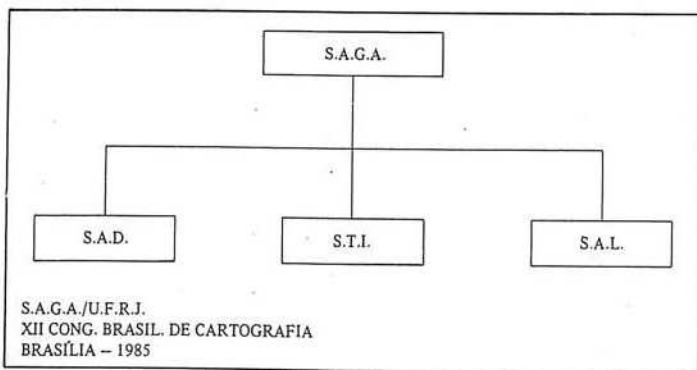 S.A.G.A.
S.A.D.
S.T.I.
S.A.L.
S.A.G.A./U.F.R.J.
XII CONG. BRASIL. DE CARTOGRAFIA
BRASÍLIA – 1985